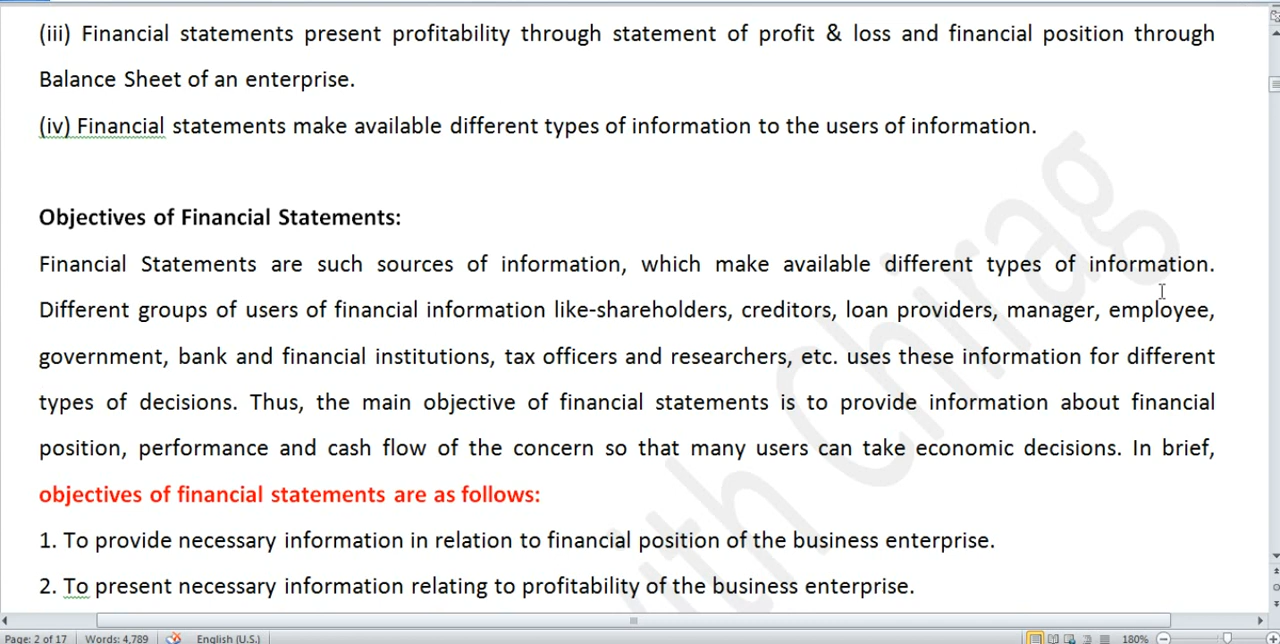 (iii) Financial statements present profitability through statement of profit & loss and financial position through
Balance Sheet of an enterprise.
(iv) Financial statements make available different types of information to the users of information.
Objectives of Financial Statements:
Financial Statements are such sources of information, which make available different types of information.
Different groups of users of financial information like-shareholders, creditors, loan providers, manager, employee,
government, bank and financial institutions, tax officers and researchers, etc. uses these information for different
types of decisions. Thus, the main objective of financial statements is to provide information about financial
position, performance and cash flow of the concern so that many users can take economic decisions. In brief,
objectives of financial statements are as follows:
1. To provide necessary information in relation to financial position of the business enterprise.
2. To present necessary information relating to profitability of the business enterprise.
ith Chirag
Page: 2 of 17 Words: 4,789 English (U.S.) 180%